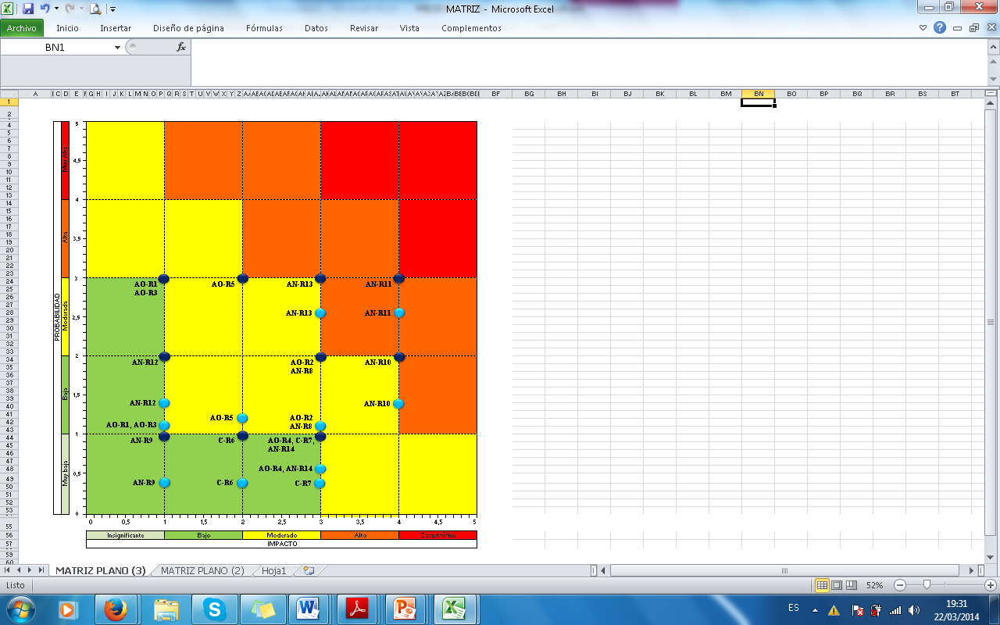 MATRIZ - Microsoft Excel
Archivo Inicio Insertar Diseño de página Fórmulas Datos Revisar Vista Complementos
BN1 fx
A BF BG BH BI BJ BK BL BM BN BO BP BQ BR BS BT
PROBABILIDAD
Muy Alta
Alta
Moderada
Baja
Muy baja
5
4,5
4
3,5
3
AO-R1 AO-R5 AN-R13 AN-R11
AO-R3
AN-R13 AN-R11
2,5
2
AN-R12 AO-R2 AN-R10
AN-R8
1,5
AN-R12 AN-R10
AO-R5 AO-R2
AO-R1, AO-R3 AN-R8
1
AN-R9 C-R6 AO-R4, C-R7,
AN-R14
0,5
AO-R4, AN-R14
AN-R9 C-R6 C-R7
0
0 0,5 1 1,5 2 2,5 3 3,5 4 4,5 5
Insignificante Bajo Moderado Alto Catastrófico
IMPACTO
MATRIZ PLANO (3) MATRIZ PLANO (2) Hoja1
Listo 52%
ES 19:31
22/03/2014